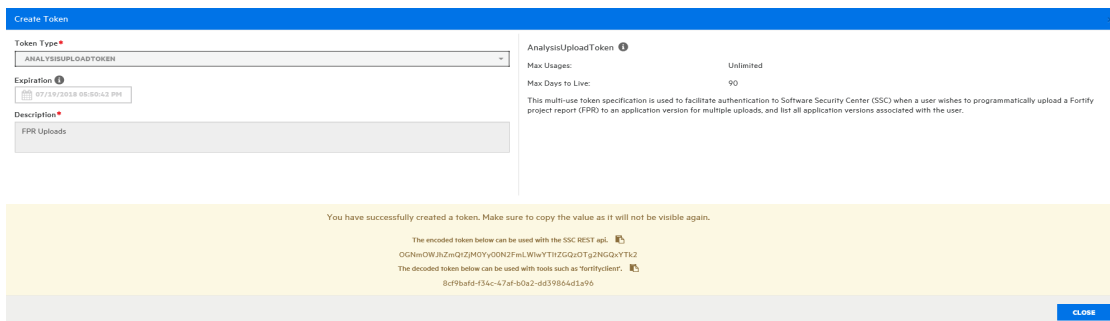 Create Token
Token Type*
ANALYSISUPLOADTOKEN
Expiration
07/19/2018 05:50:42 PM
Description*
FPR Uploads
AnalysisUploadToken
Max Usages: Unlimited
Max Days to Live: 90
This multi-use token specification is used to facilitate authentication to Software Security Center (SSC) when a user wishes to programmatically upload a Fortify
project report (FPR) to an application version for multiple uploads, and list all application versions associated with the user.
You have successfully created a token. Make sure to copy the value as it will not be visible again.
The encoded token below can be used with the SSC REST api.
OGNmOWJhZmQtZjM0Yy00N2FmLWIwYTItZGQzOTg2NGQxYTk2
The decoded token below can be used with tools such as 'fortifyclient'.
8cf9bafd-f34c-47af-b0a2-dd39864d1a96
CLOSE